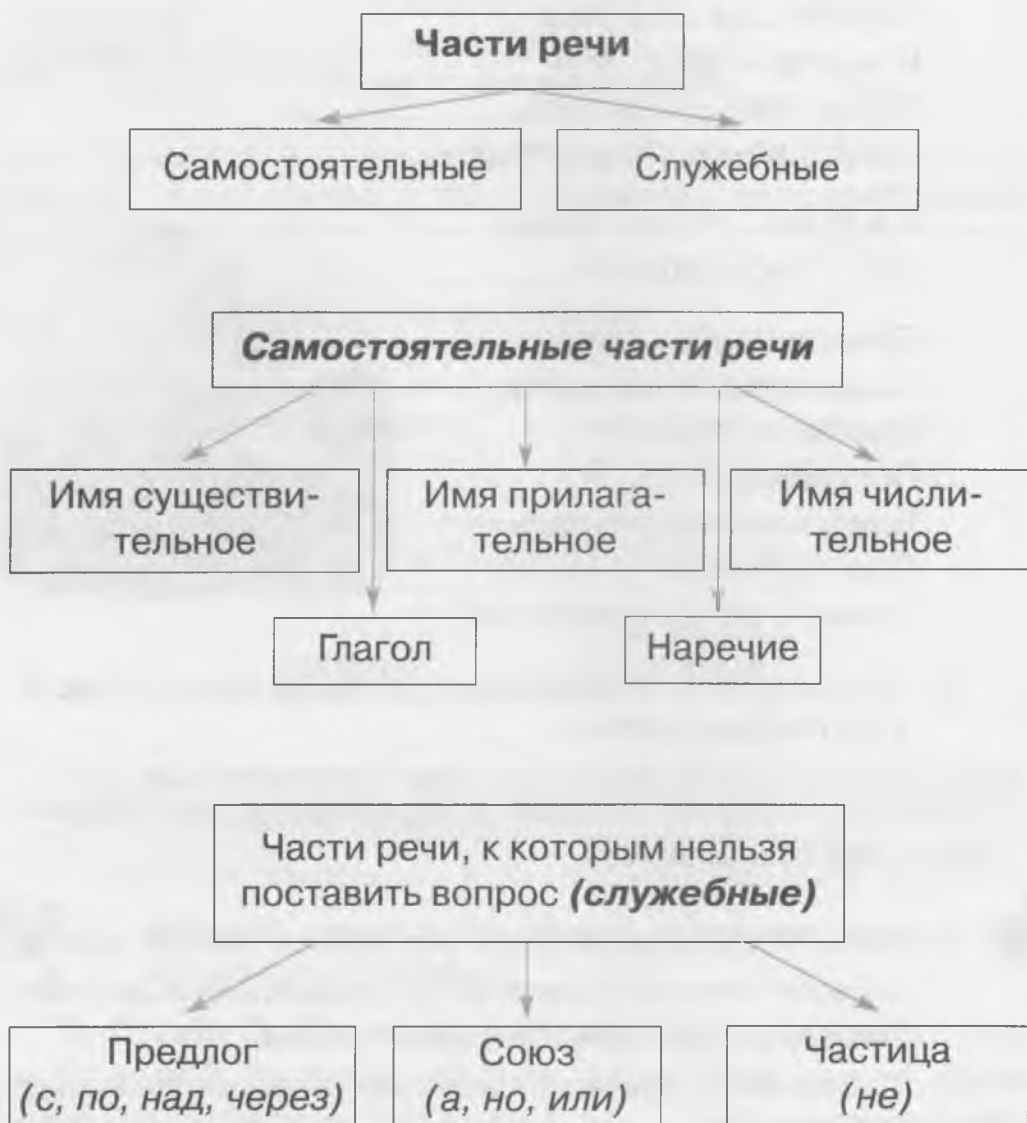 Части речи
Самостоятельные
Служебные
Самостоятельные части речи
Имя существи-
тельное
Имя прилага-
тельное
Имя числи-
тельное
Глагол
Наречие
Части речи, к которым нельзя
поставить вопрос (служебные)
Предлог
(с, по, над, через)
Союз
(а, но, или)
Частица
(не)